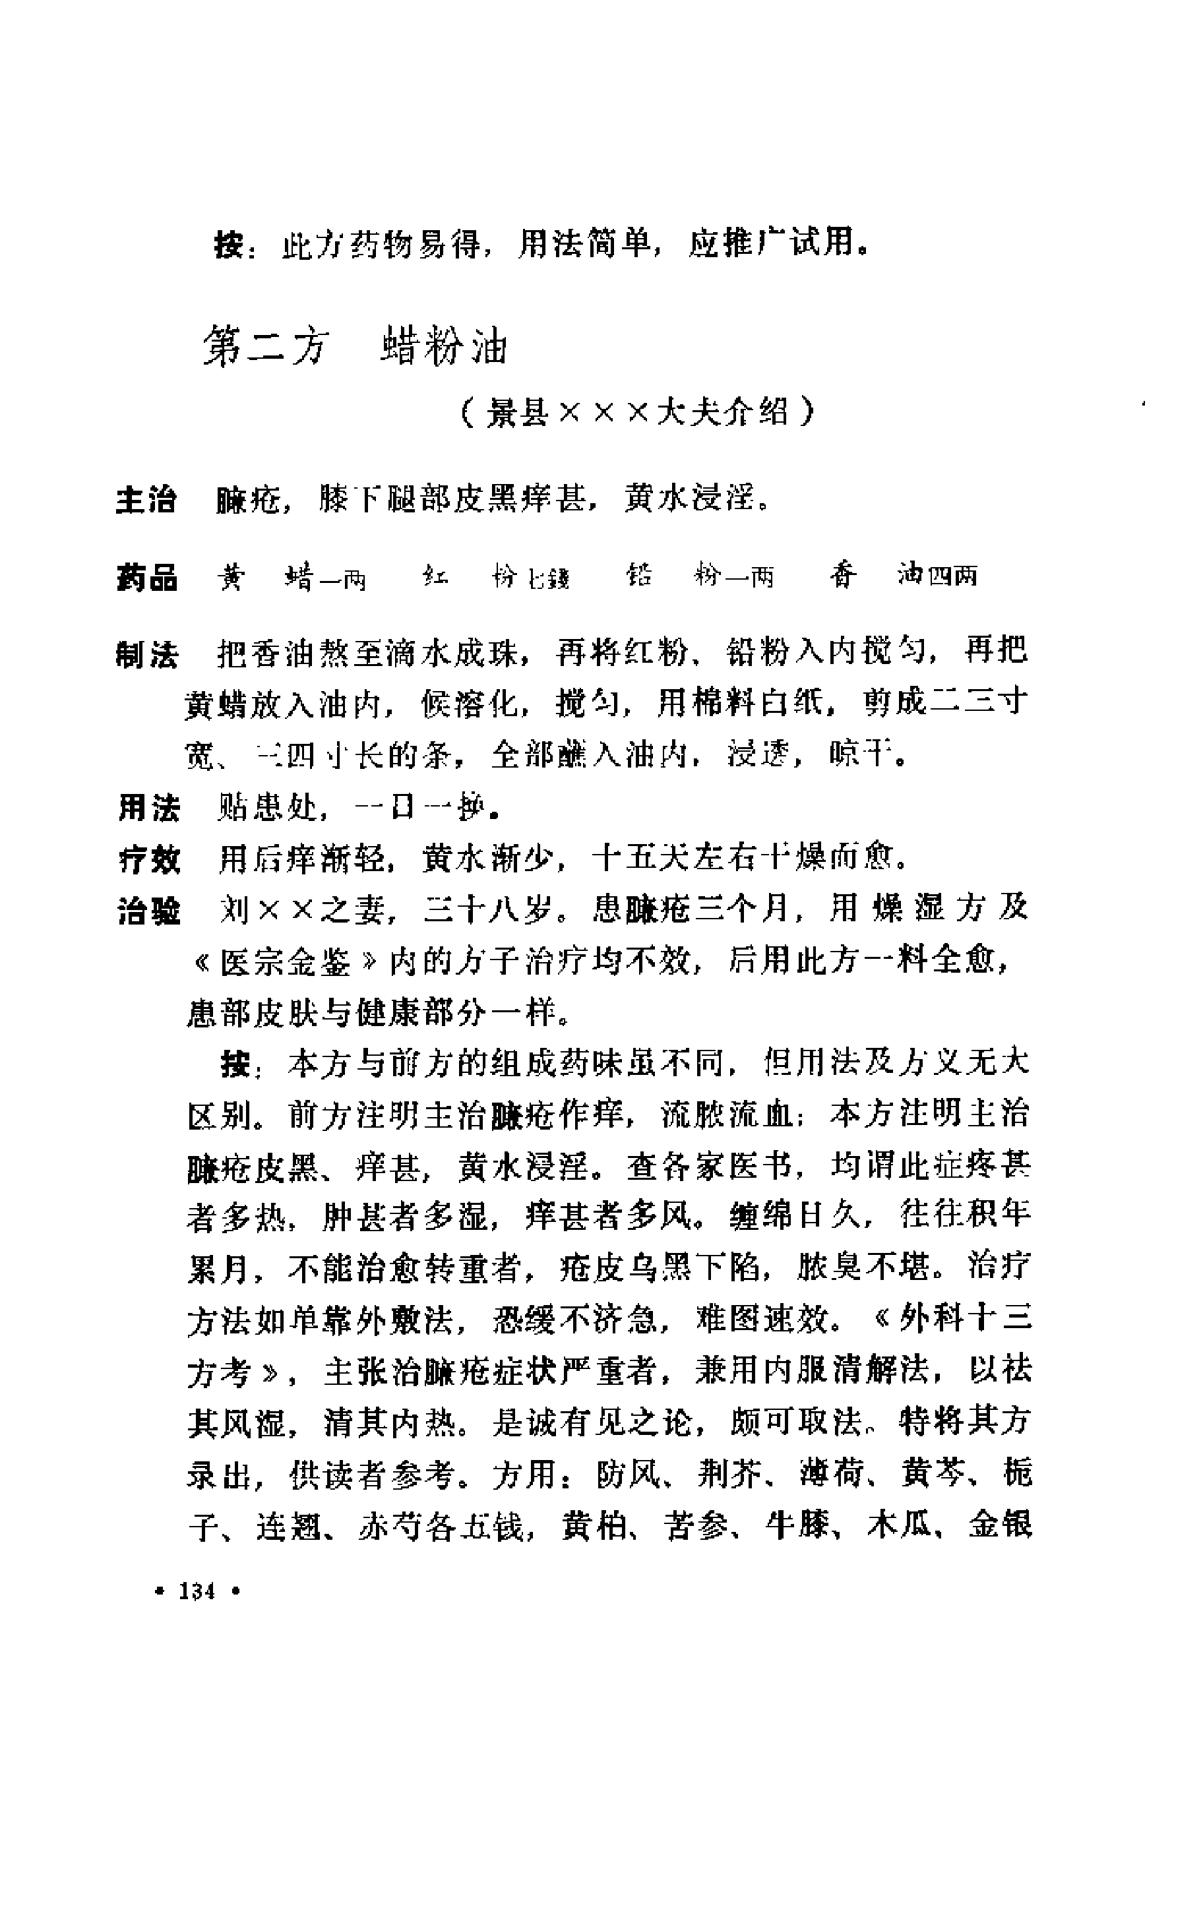 按：此方药物易得，用法简单，应推广试用。
第二方　蜡粉油
（景县×××大夫介绍）
主治　臁疮，膝下腿部皮黑痒甚，黄水浸淫。
药品　黄　蜡一两　红　粉七錢　铅　粉一两　香　油四两
制法　把香油熬至滴水成珠，再将红粉、铅粉入内搅匀，再把
黄蜡放入油内，候溶化，搅匀，用棉料白纸，剪成二三寸
宽、三四寸长的条，全部蘸入油内，浸透，晾干。
用法　贴患处，一日一换。
疗效　用后痒渐轻，黄水渐少，十五天左右干燥而愈。
治验　刘××之妻，三十八岁。患臁疮三个月，用燥湿方及
《医宗金鉴》内的方子治疗均不效，后用此方一料全愈，
患部皮肤与健康部分一样。
按：本方与前方的组成药味虽不同，但用法及方义无大
区别。前方注明主治臁疮作痒，流脓流血；本方注明主治
臁疮皮黑、痒甚，黄水浸淫。查各家医书，均谓此症疼甚
者多热，肿甚者多湿，痒甚者多风。缠绵日久，往往积年
累月，不能治愈转重者，疮皮乌黑下陷，脓臭不堪。治疗
方法如单靠外敷法，恐缓不济急，难图速效。《外科十三
方考》，主张治臁疮症状严重者，兼用内服清解法，以祛
其风湿，清其内热。是诚有见之论，颇可取法。特将其方
录出，供读者参考。方用：防风、荆芥、薄荷、黄芩、栀
子、连翘、赤芍各五钱，黄柏、苦参、牛膝、木瓜、金银
• 134 •